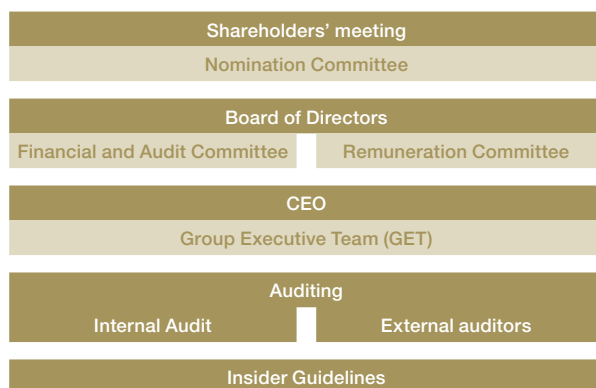 Shareholders’ meeting
Nomination Committee
Board of Directors
Financial and Audit Committee
Remuneration Committee
CEO
Group Executive Team (GET)
Auditing
Internal Audit
External auditors
Insider Guidelines